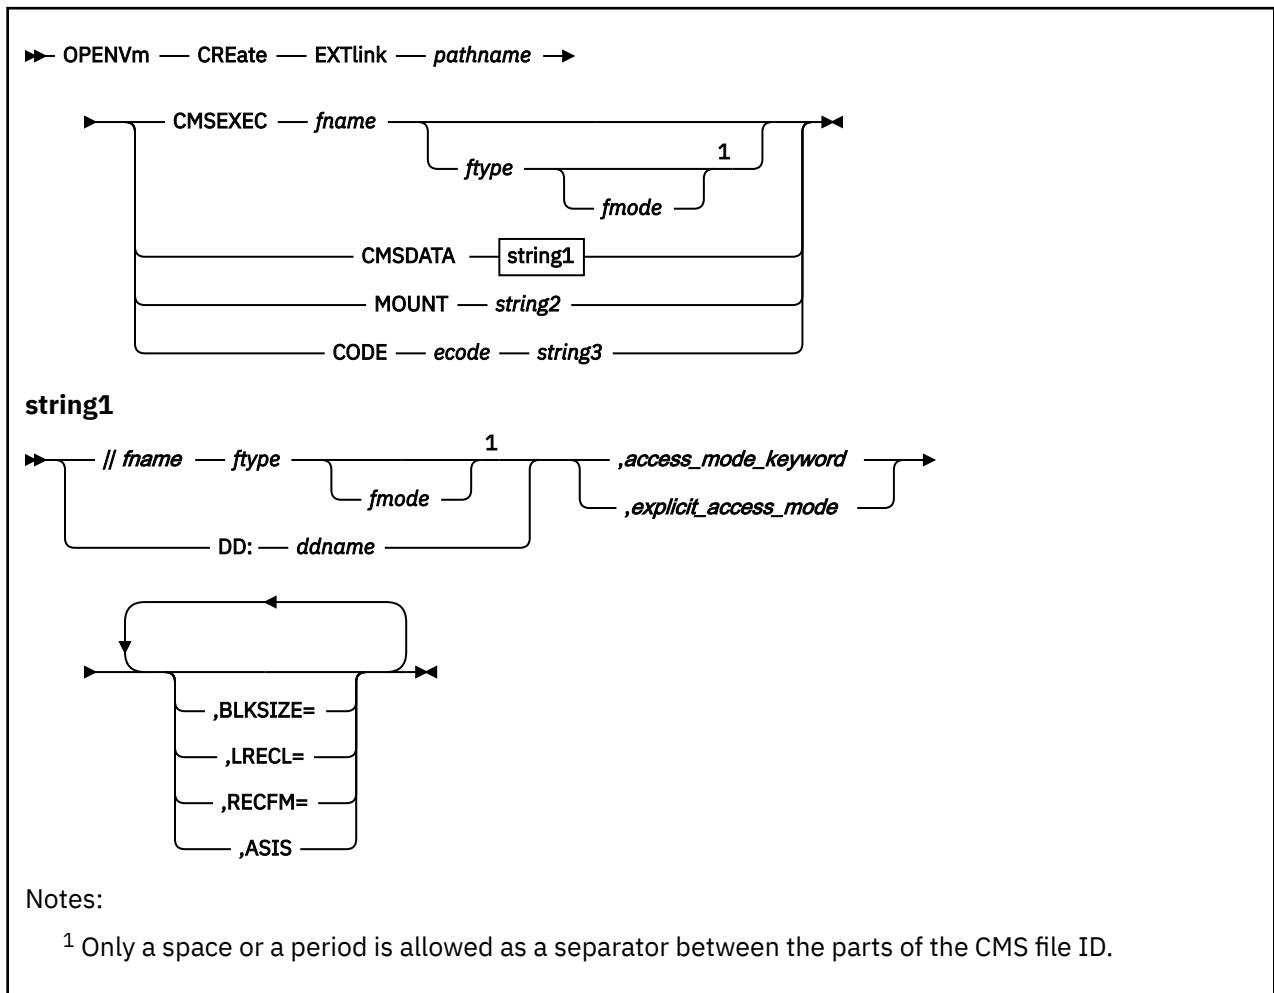 OPENVm CREate EXTlink pathname
CMSEXEC fname
1
ftype
fmode
CMSDATA string1
MOUNT string2
CODE ecode string3
string1
1
// fname ftype ,access_mode_keyword
fmode ,explicit_access_mode
DD: ddname
,BLKSIZE=
,LRECL=
,RECFM=
,ASIS
Notes:
1 Only a space or a period is allowed as a separator between the parts of the CMS file ID.